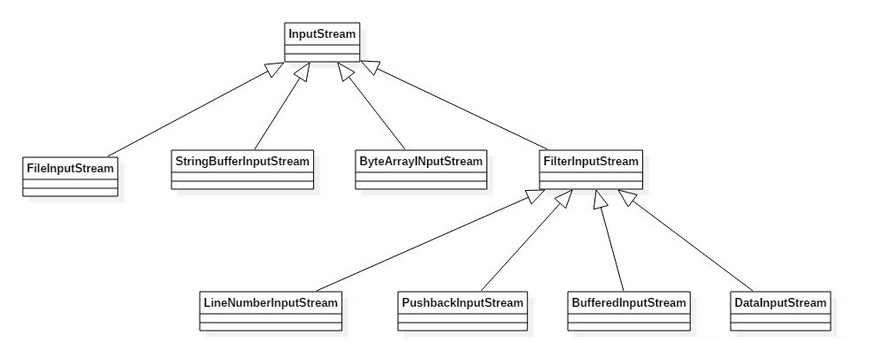 InputStream
FileInputStream
StringBufferInputStream
ByteArrayINputStream
FilterInputStream
LineNumberInputStream
PushbackInputStream
BufferedInputStream
DataInputStream